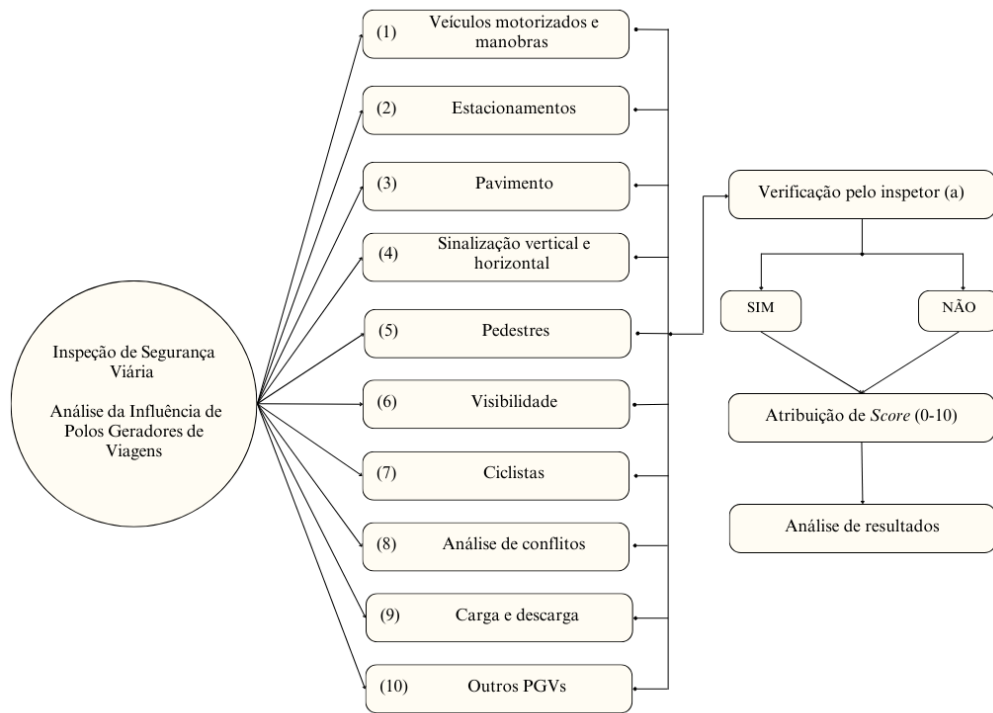 Inspeção de Segurança
Viária
Análise da Influência de
Polos Geradores de
Viagens
(1) Veículos motorizados e
manobras
(2) Estacionamentos
(3) Pavimento
(4) Sinalização vertical e
horizontal
(5) Pedestres
(6) Visibilidade
(7) Ciclistas
(8) Análise de conflitos
(9) Carga e descarga
(10) Outros PGVs
Verificação pelo inspetor (a)
SIM
NÃO
Atribuição de Score (0-10)
Análise de resultados